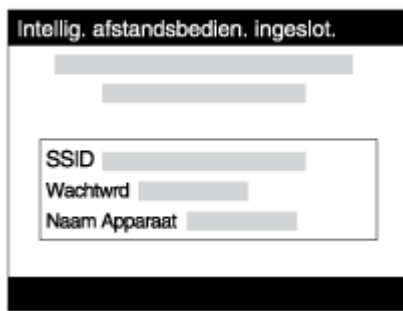 Intellig. afstandsbedien. ingeslot.
SSID
Wachtwrd
Naam Apparaat